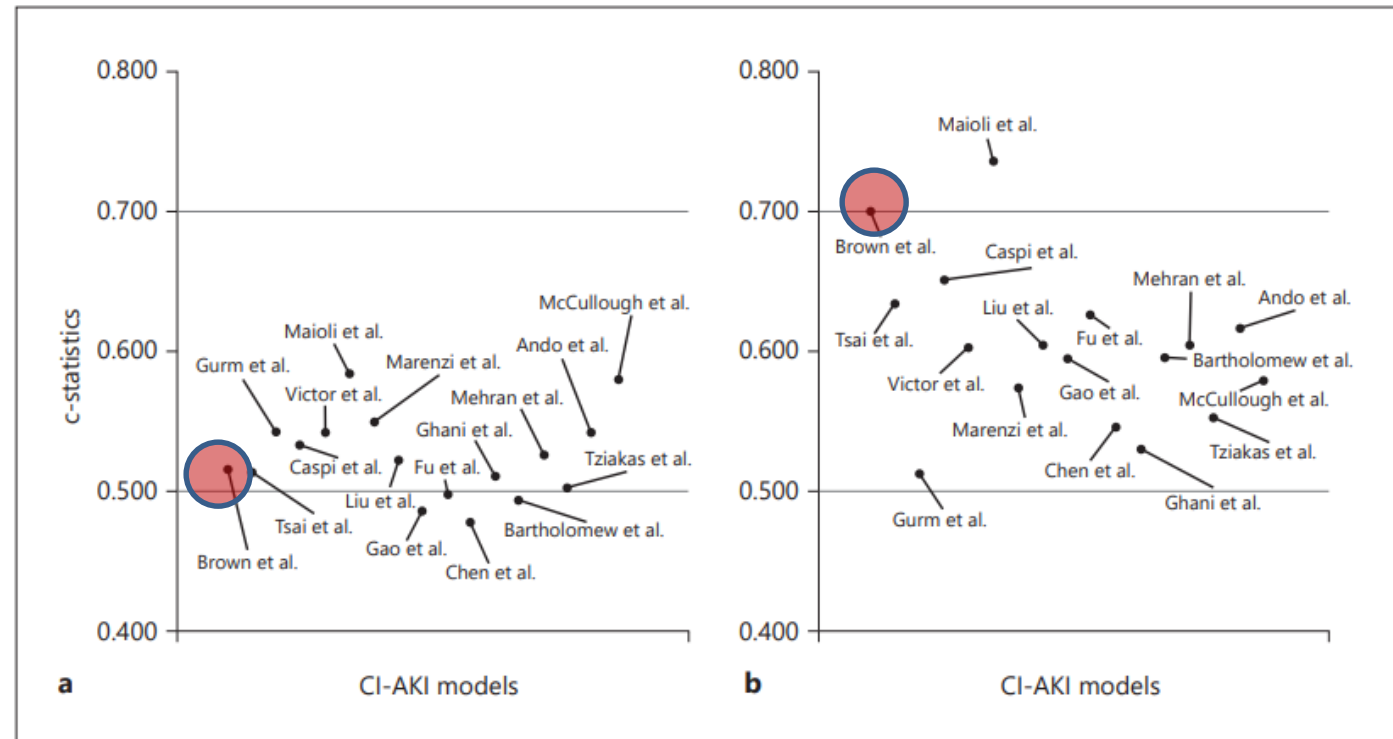 0.800
0.700
0.600
0.500
0.400
c-statistics
McCullough et al.
Maioli et al.
Ando et al.
Gurm et al.
Marenzi et al.
Victor et al.
Mehran et al.
Ghani et al.
Caspi et al.
Fu et al.
Tziakas et al.
Liu et al.
Tsai et al.
Bartholomew et al.
Gao et al.
Brown et al.
Chen et al.
a
CI-AKI models
0.800
0.700
0.600
0.500
0.400
Maioli et al.
Brown et al.
Caspi et al.
Mehran et al.
Ando et al.
Liu et al.
Tsai et al.
Fu et al.
Bartholomew et al.
Victor et al.
Gao et al.
McCullough et al.
Marenzi et al.
Tziakas et al.
Chen et al.
Ghani et al.
Gurm et al.
b
CI-AKI models